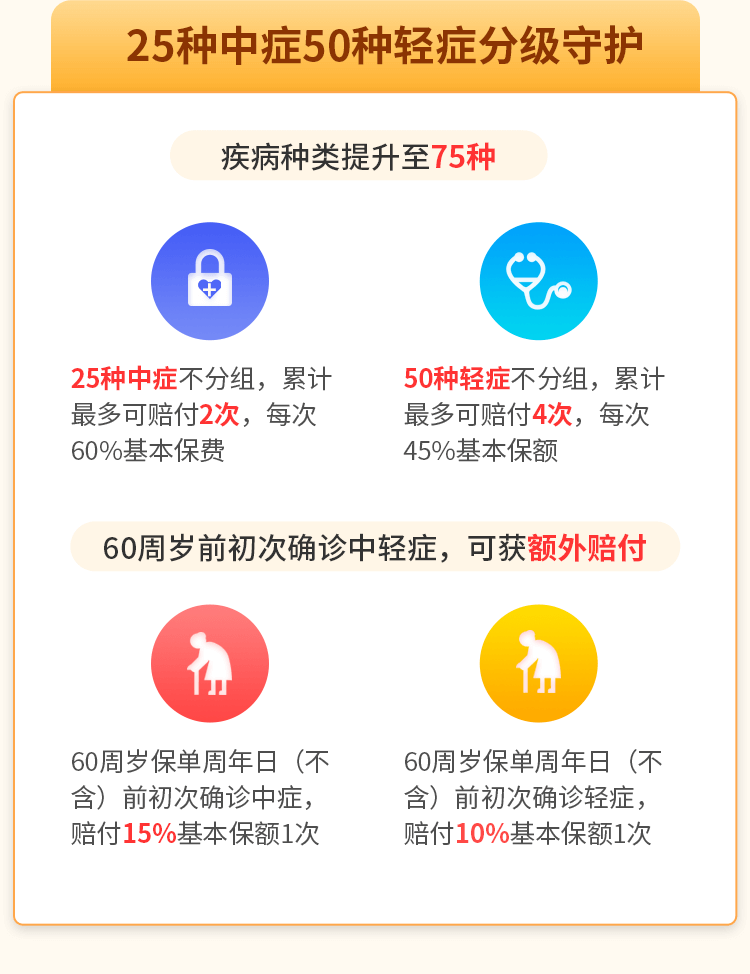 25种中症50种轻症分级守护
疾病种类提升至75种
25种中症不分组，累计
最多可赔付2次，每次
60%基本保费
50种轻症不分组，累计
最多可赔付4次，每次
45%基本保额
60周岁前初次确诊中轻症，可获额外赔付
60周岁保单周年日（不
含）前初次确诊中症，
赔付15%基本保额1次
60周岁保单周年日（不
含）前初次确诊轻症，
赔付10%基本保额1次